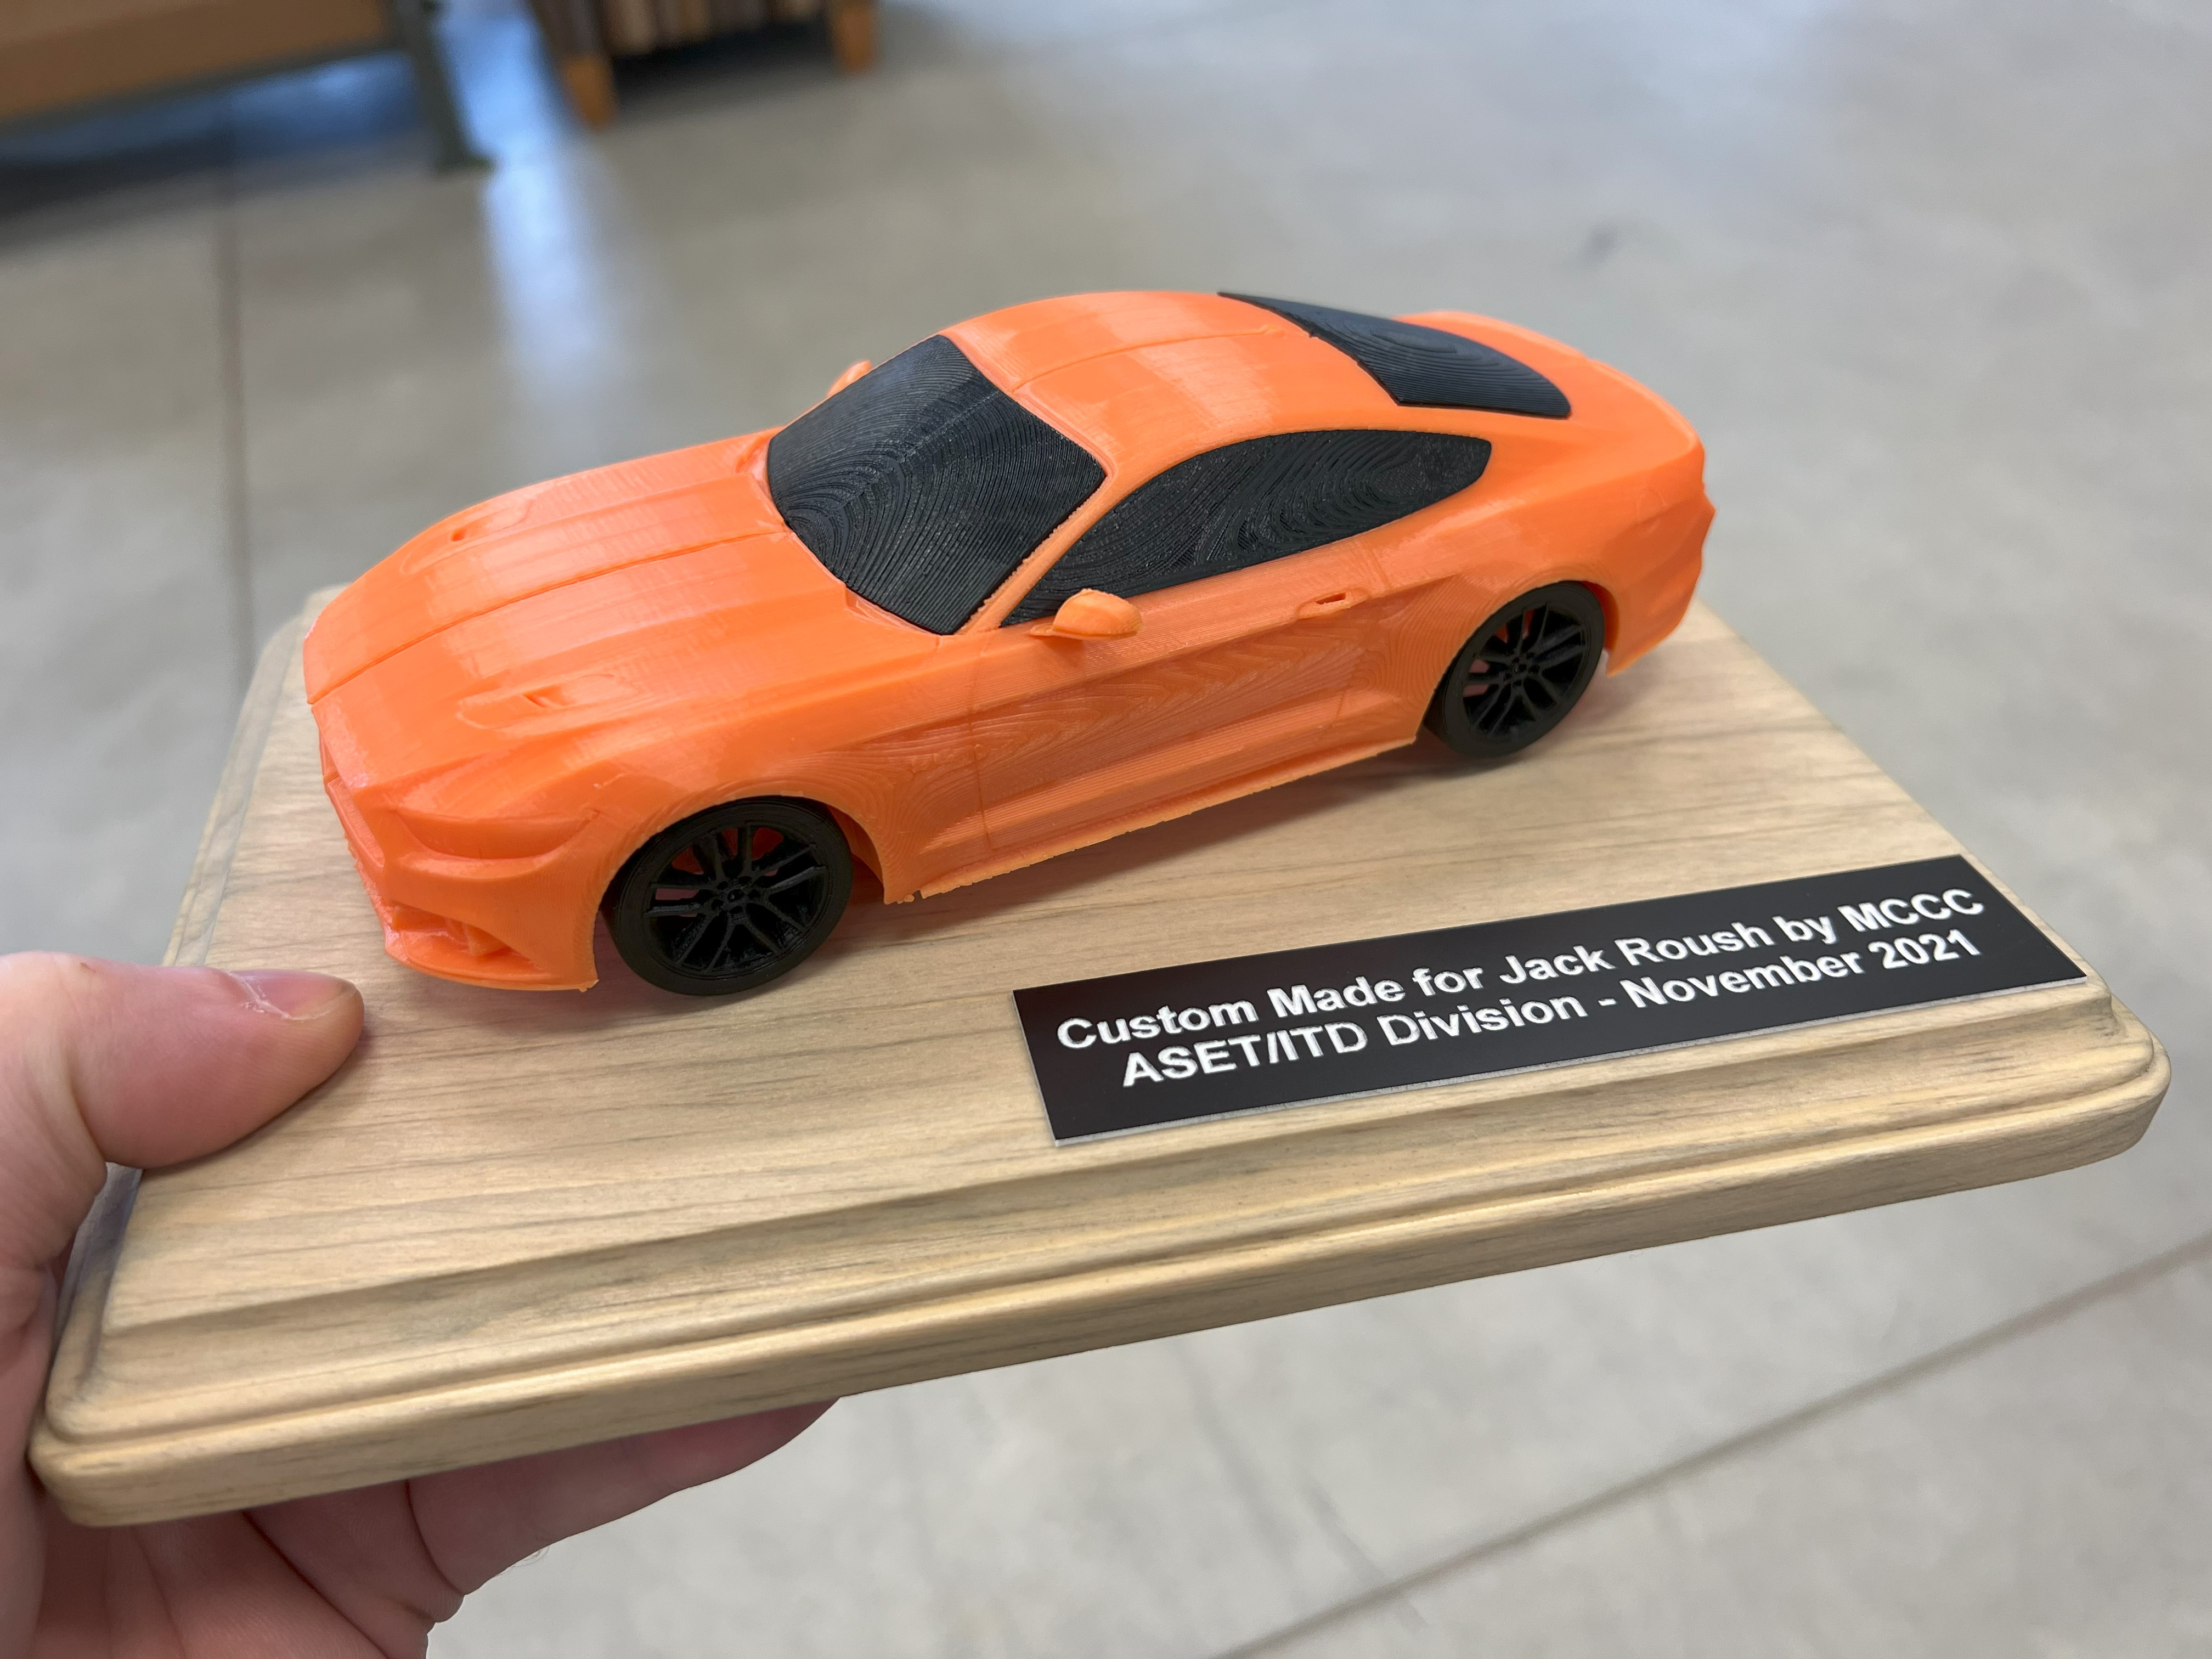 Custom Made for Jack Roush by MCCC
ASET/ITD Division - November 2021